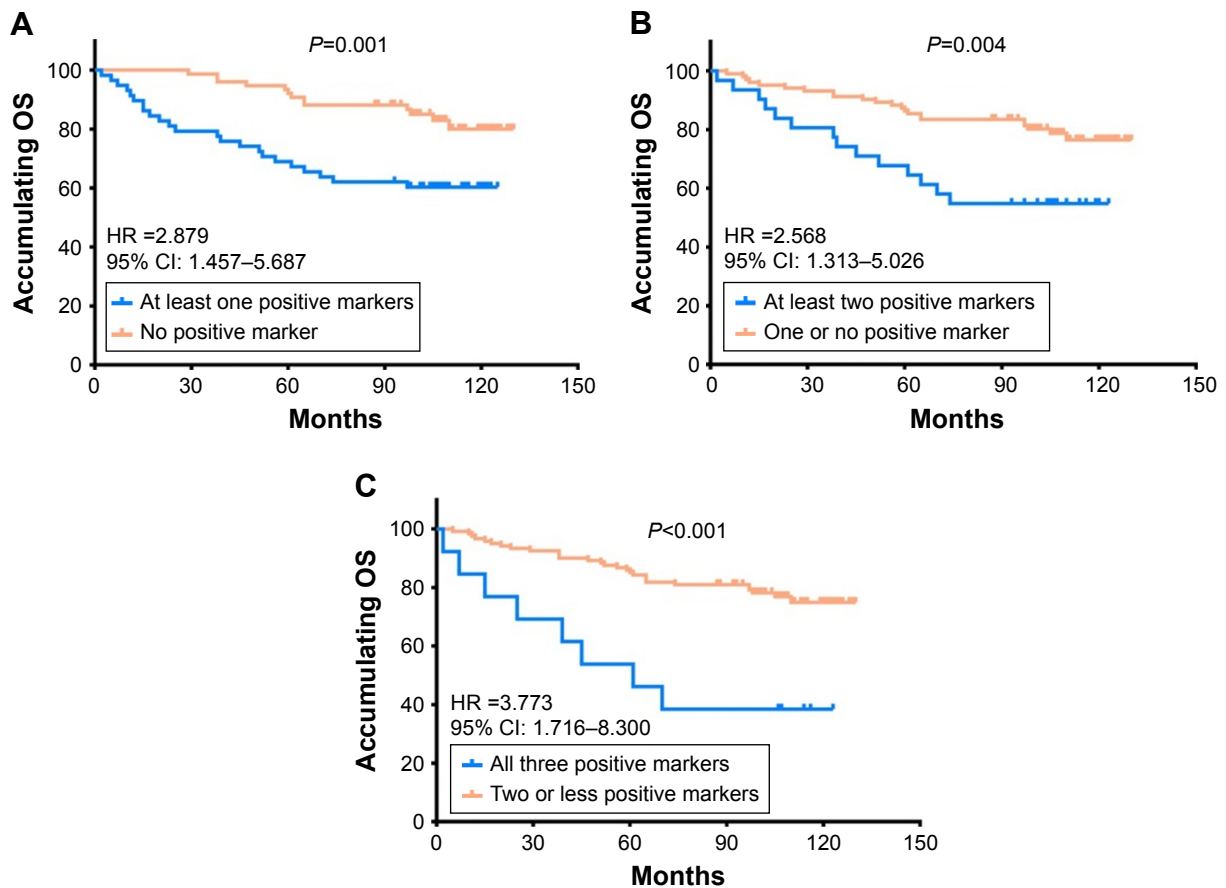 A
P=0.001
Accumulating OS
100
80
60
40
20
0
HR =2.879
95% CI: 1.457–5.687
At least one positive markers
No positive marker
0 30 60 90 120 150
Months
B
P=0.004
Accumulating OS
100
80
60
40
20
0
HR =2.568
95% CI: 1.313–5.026
At least two positive markers
One or no positive marker
0 30 60 90 120 150
Months
C
P<0.001
Accumulating OS
100
80
60
40
20
0
HR =3.773
95% CI: 1.716–8.300
All three positive markers
Two or less positive markers
0 30 60 90 120 150
Months